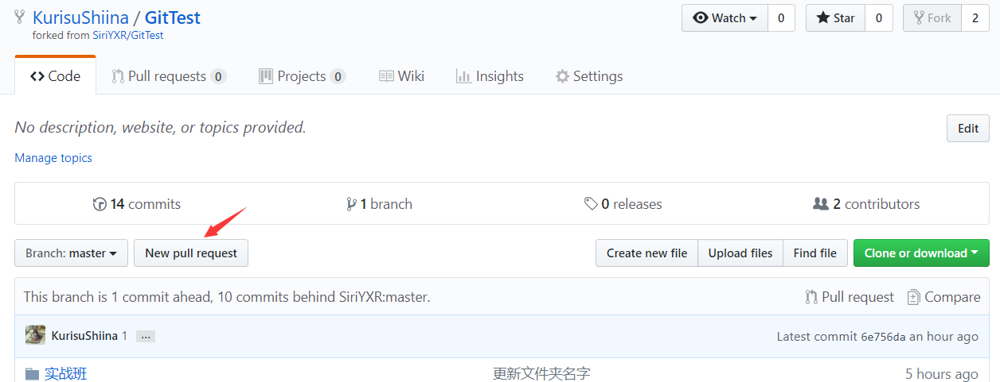 KurisuShiina / GitTest
Watch 0 Star 0 Fork 2
forked from SiriYXR/GitTest
Code Pull requests 0 Projects 0 Wiki Insights Settings
No description, website, or topics provided. Edit
Manage topics
14 commits 1 branch 0 releases 2 contributors
Branch: master New pull request Create new file Upload files Find file Clone or download
This branch is 1 commit ahead, 10 commits behind SiriYXR:master. Pull request Compare
KurisuShiina 1 ... Latest commit 6e756da an hour ago
实战班 更新文件夹名字 5 hours ago